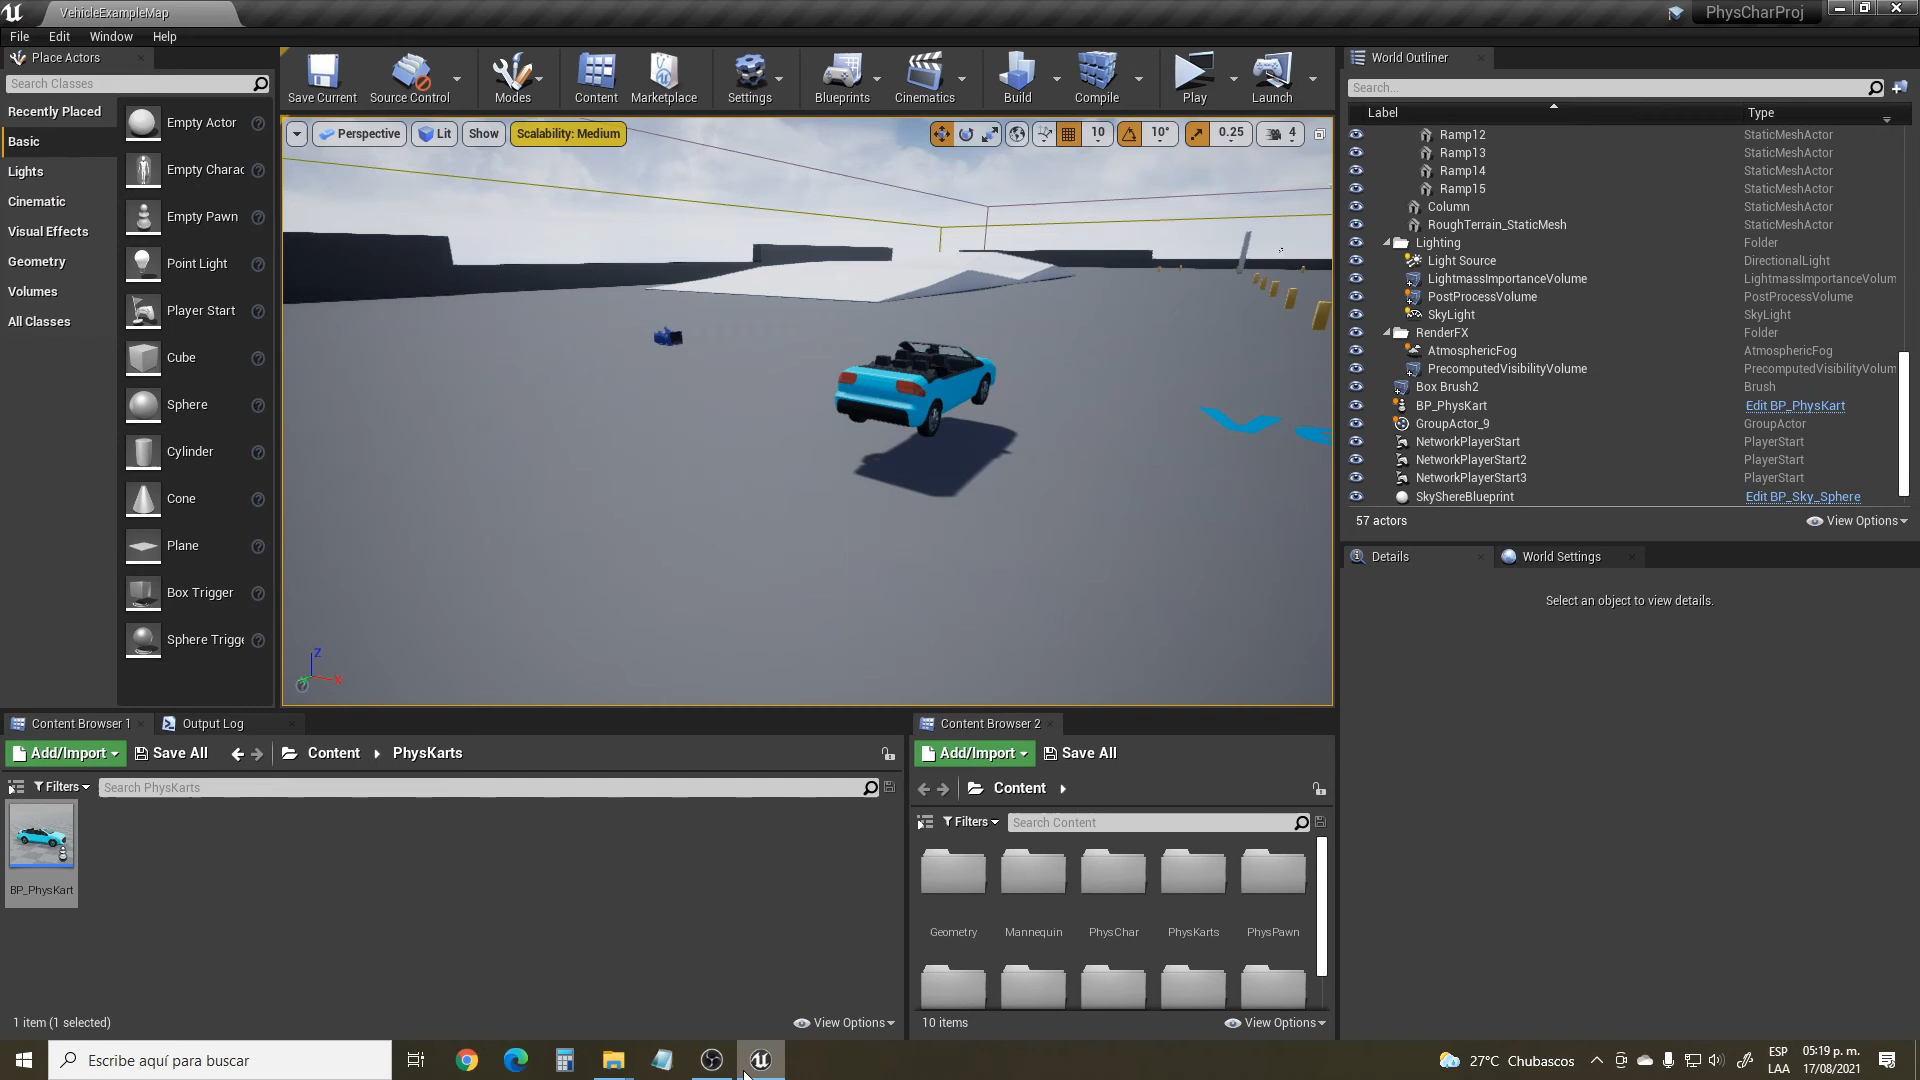 VehicleExampleMap
PhysCharProj
File Edit Window Help
Place Actors
Search Classes
Recently Placed
Basic
Lights
Cinematic
Visual Effects
Geometry
Volumes
All Classes
Empty Actor
Empty Charac
Empty Pawn
Point Light
Player Start
Cube
Sphere
Cylinder
Cone
Plane
Box Trigger
Sphere Trigge
Save Current Source Control Modes Content Marketplace Settings Blueprints Cinematics Build Compile Play Launch
Perspective Lit Show Scalability: Medium 10 10° 0.25 4
Z
X
World Outliner
Search...
Label Type
Ramp12 StaticMeshActor
Ramp13 StaticMeshActor
Ramp14 StaticMeshActor
Ramp15 StaticMeshActor
Column StaticMeshActor
RoughTerrain_StaticMesh StaticMeshActor
Lighting Folder
Light Source DirectionalLight
LightmassImportanceVolume LightmassImportanceVolum
PostProcessVolume PostProcessVolume
SkyLight SkyLight
RenderFX Folder
AtmosphericFog AtmosphericFog
PrecomputedVisibilityVolume PrecomputedVisibilityVolum
Box Brush2 Brush
BP_PhysKart Edit BP_PhysKart
GroupActor_9 GroupActor
NetworkPlayerStart PlayerStart
NetworkPlayerStart2 PlayerStart
NetworkPlayerStart3 PlayerStart
SkyShereBlueprint Edit BP_Sky_Sphere
57 actors View Options
Details World Settings
Select an object to view details.
Content Browser 1 Output Log
Add/Import Save All Content PhysKarts
Filters Search PhysKarts
BP_PhysKart
1 item (1 selected) View Options
Content Browser 2
Add/Import Save All
Content
Filters Search Content
Geometry Mannequin PhysChar PhysKarts PhysPawn
10 items View Options
Escribe aquí para buscar
27°C Chubascos
ESP
LAA
05:19 p. m.
17/08/2021